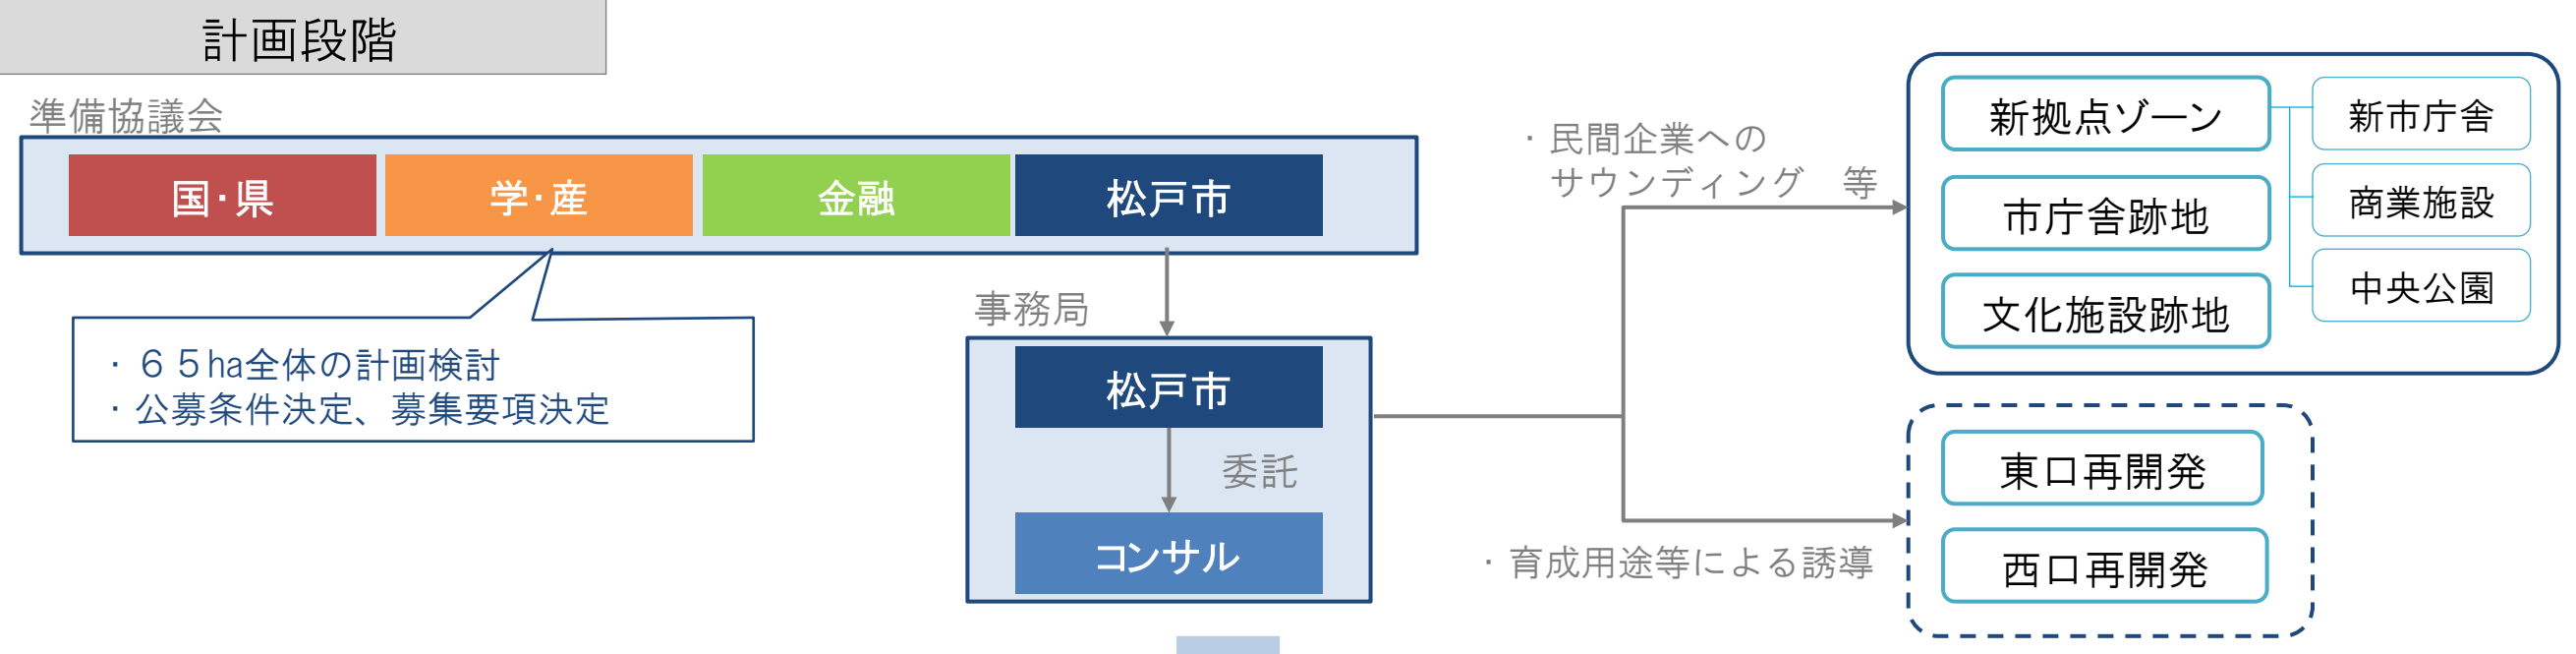 計画段階
準備協議会
国・県
学・産
金融
松戸市
・６５ha全体の計画検討
・公募条件決定、募集要項決定
事務局
松戸市
委託
コンサル
・民間企業への
サウンディング　等
・育成用途等による誘導
新拠点ゾーン
新市庁舎
商業施設
中央公園
市庁舎跡地
文化施設跡地
東口再開発
西口再開発